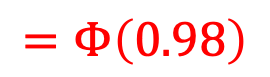 = Φ(0.98)